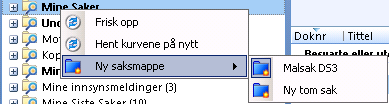 Mine Saker
Frisk opp
Doknr Tittel
Hent kurvene på nytt
Ny saksmappe
Malsak DS3
Ny tom sak
Mine innsynsmeldinger (3)
Mine Siste Saker (3)